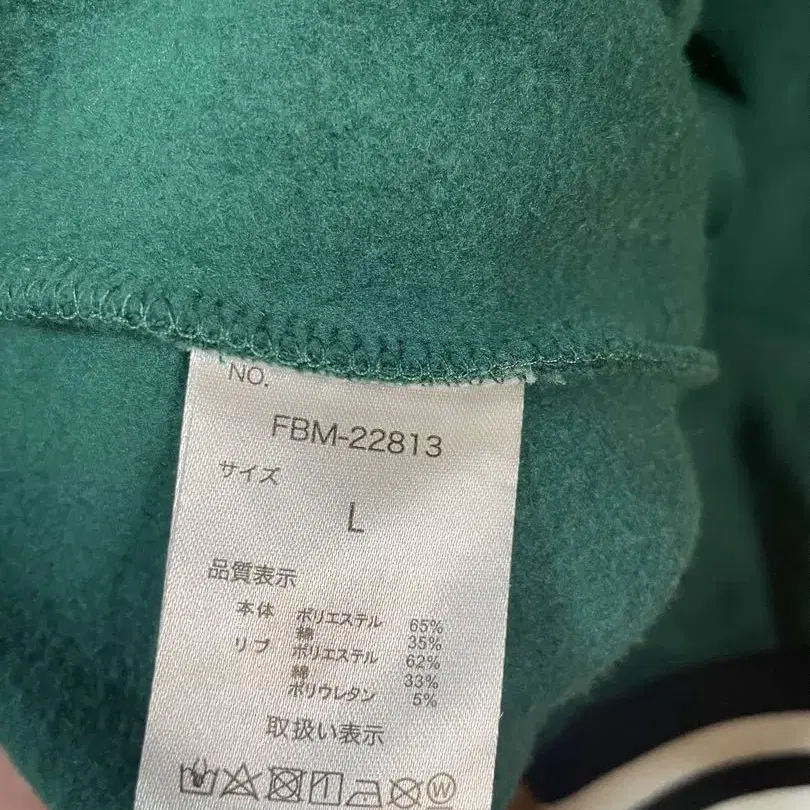 NO.
FBM-22813
サイズ
L
品質表示
本体 ポリエステル 65%
綿 35%
リブ ポリエステル 62%
綿 33%
ポリウレタン 5%
取扱い表示
W